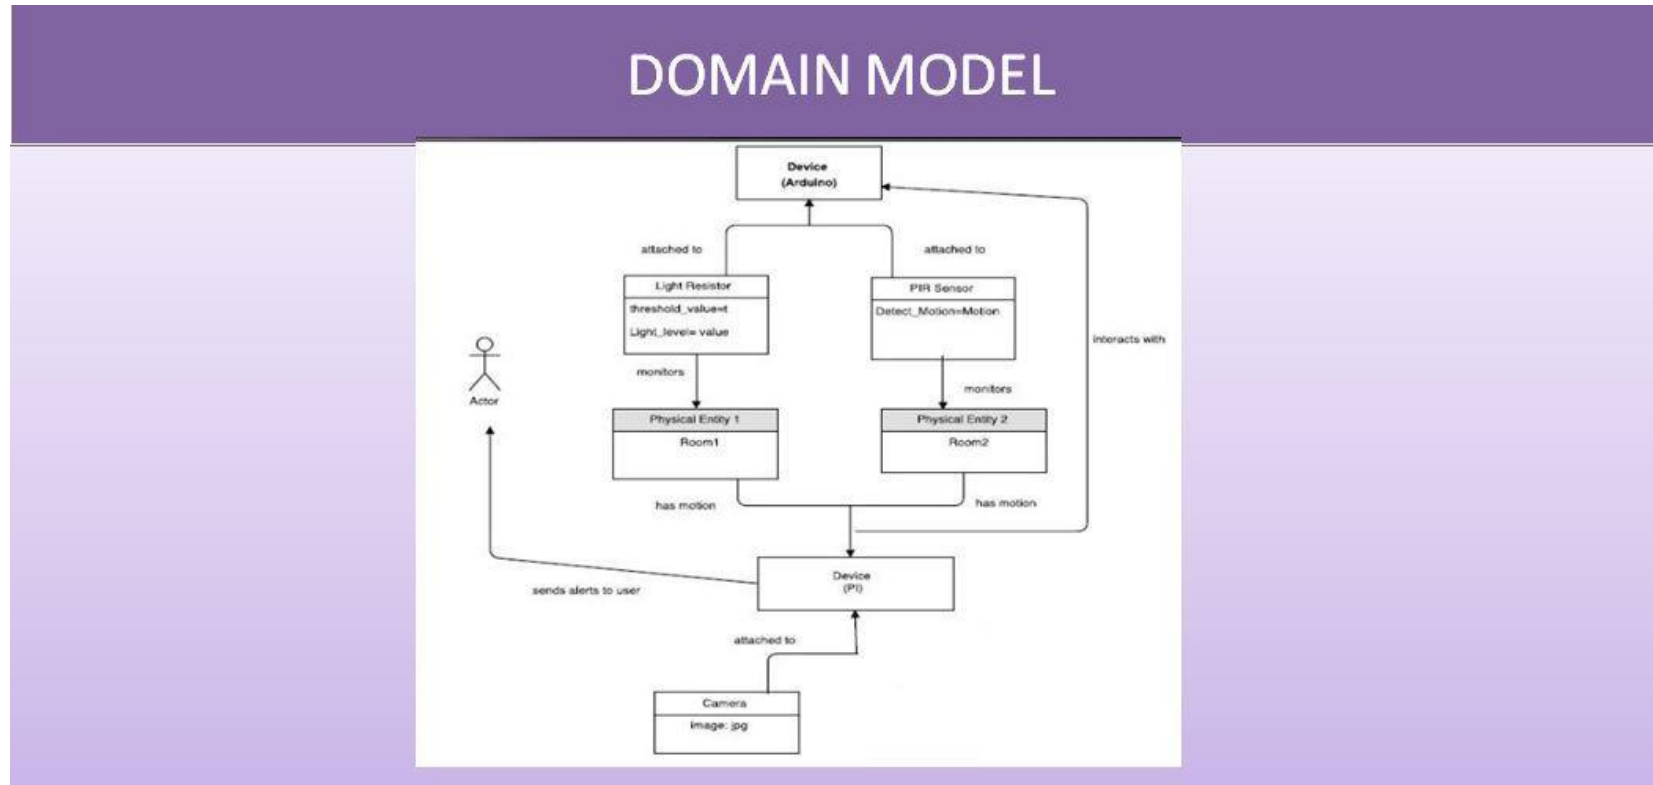 DOMAIN MODEL
Device
(Arduino)
attached to
attached to
Light Resistor
threshold_value=t
Light_level= value
PIR Sensor
Detect_Motion=Motion
interacts with
Actor
monitors
monitors
Physical Entity 1
Room1
Physical Entity 2
Room2
has motion
has motion
Device
(PI)
sends alerts to user
attached to
Camera
image: jpg